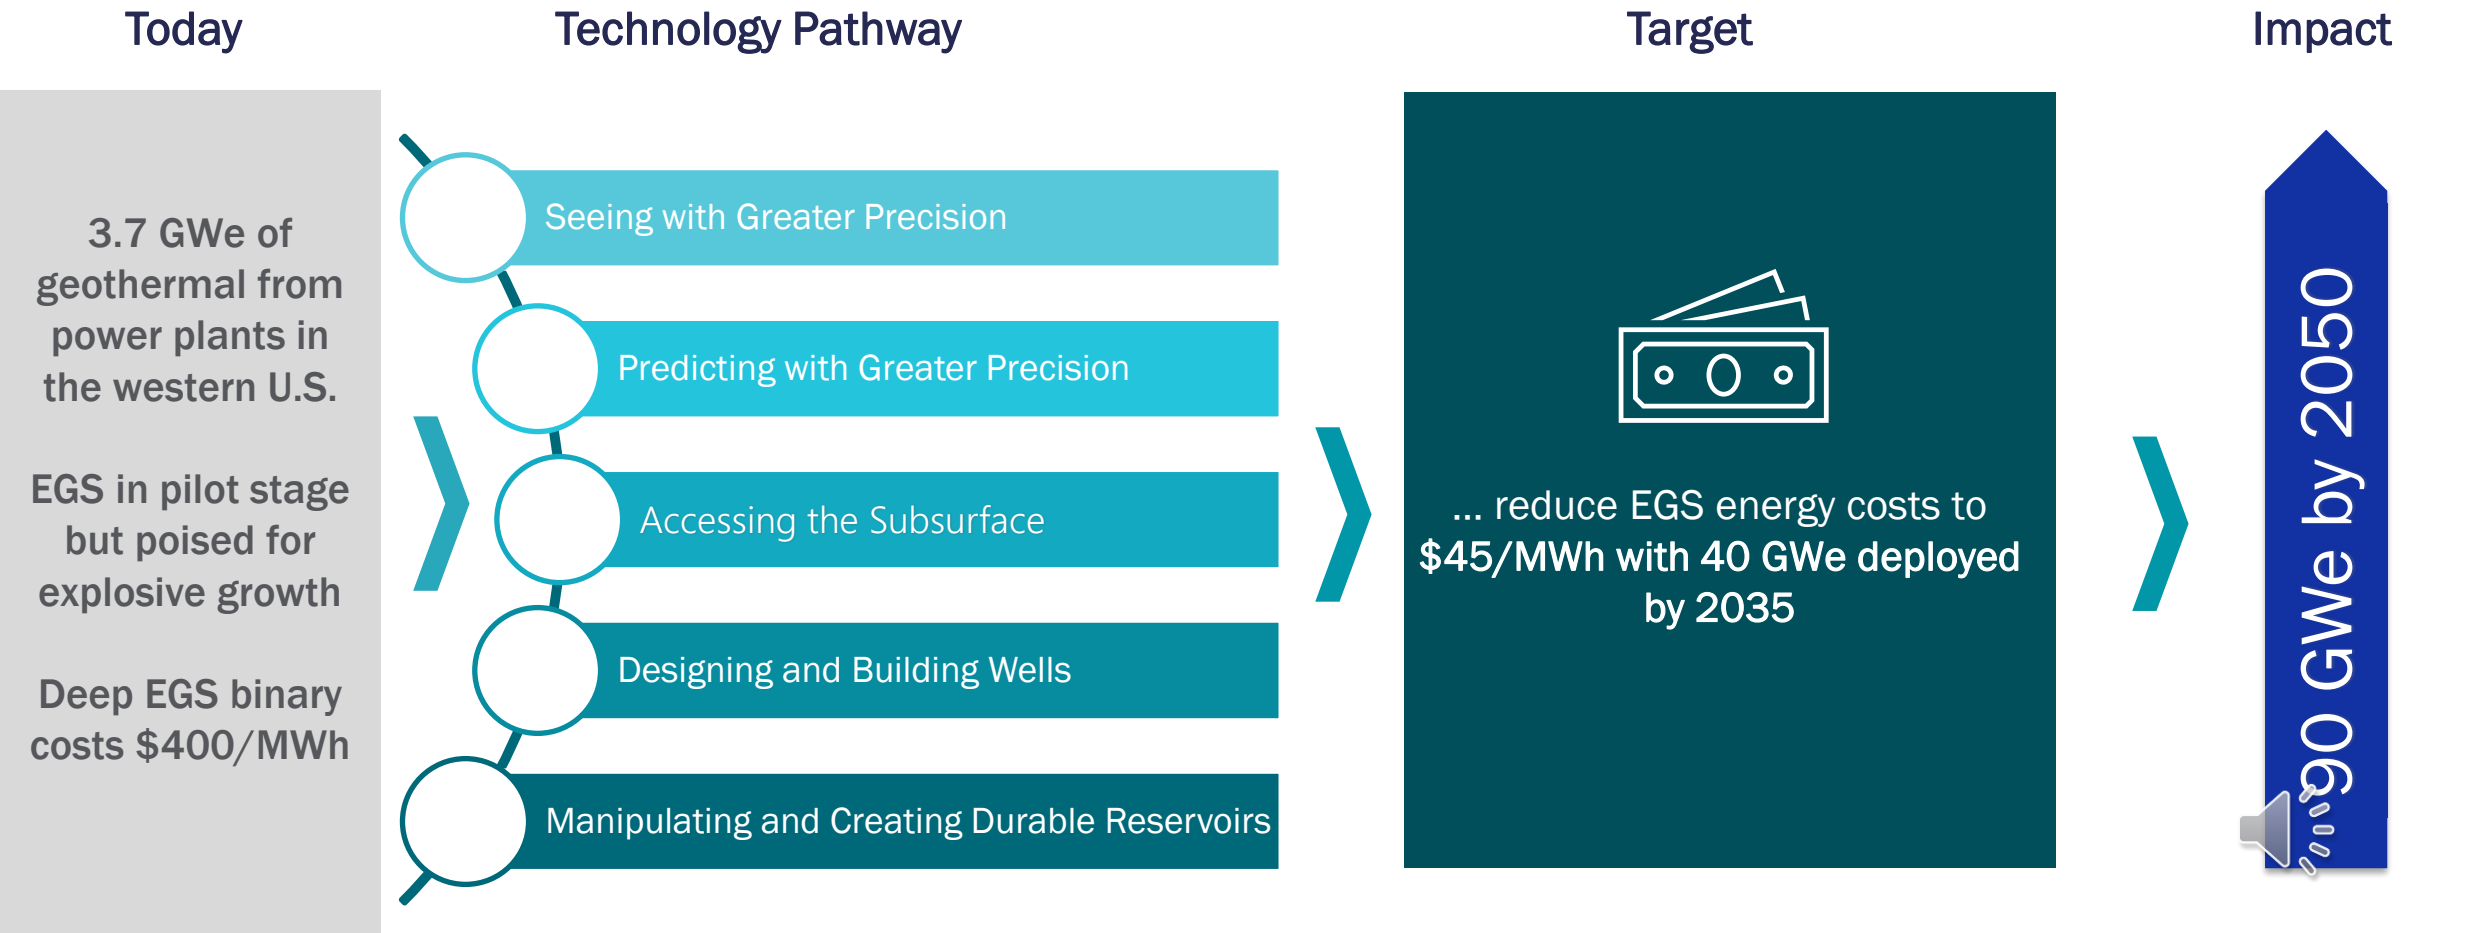 Today
Technology Pathway
Target
Impact
3.7 GWe of
geothermal from
power plants in
the western U.S.
EGS in pilot stage
but poised for
explosive growth
Deep EGS binary
costs $400/MWh
Seeing with Greater Precision
Predicting with Greater Precision
Accessing the Subsurface
Designing and Building Wells
Manipulating and Creating Durable Reservoirs
... reduce EGS energy costs to
$45/MWh with 40 GWe deployed
by 2035
90 GWe by 2050